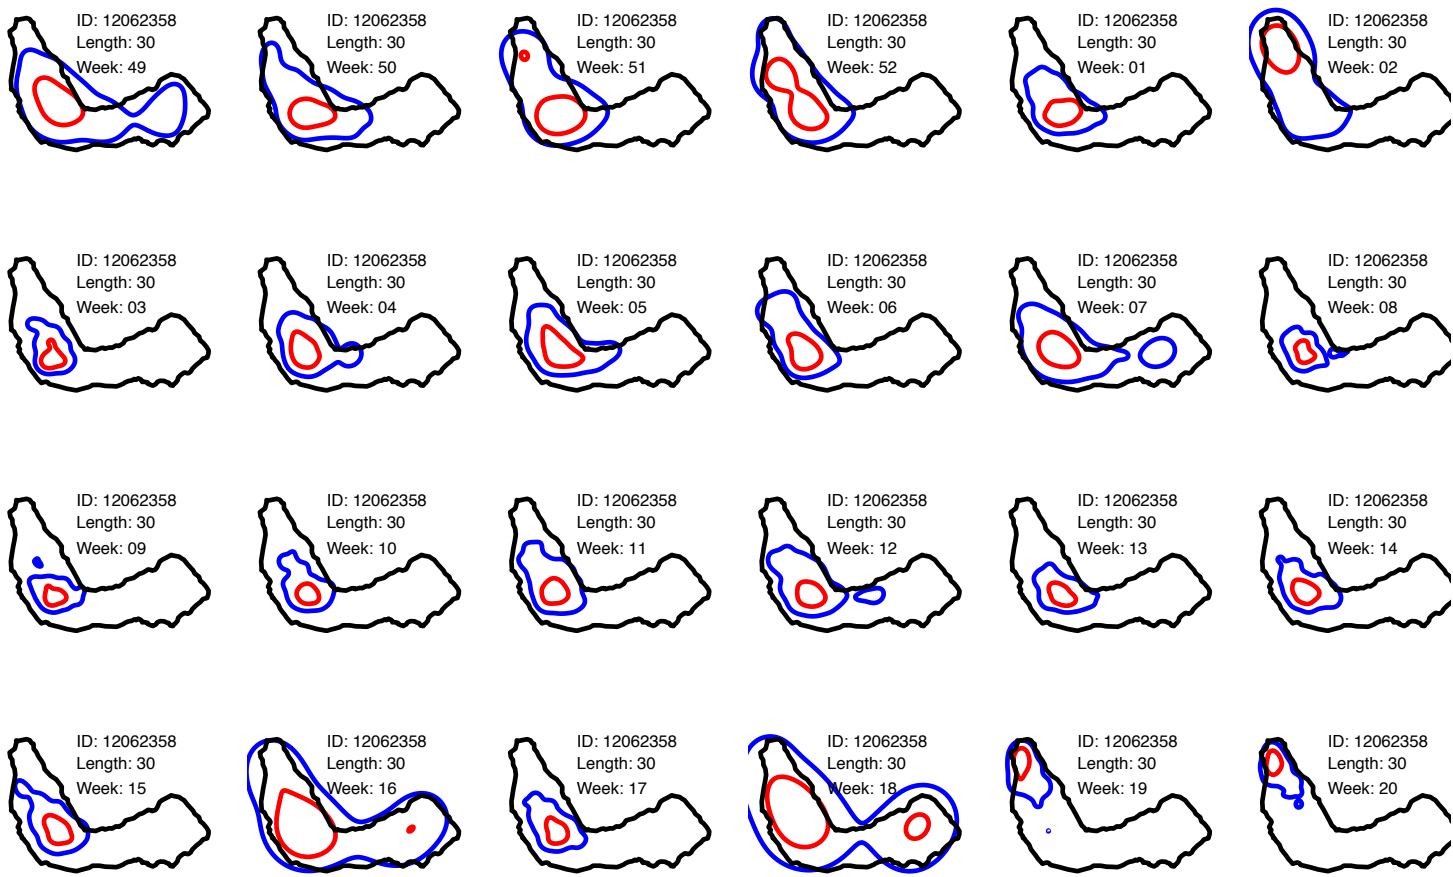 ID: 12062358
Length: 30
Week: 49
ID: 12062358
Length: 30
Week: 50
ID: 12062358
Length: 30
Week: 51
ID: 12062358
Length: 30
Week: 52
ID: 12062358
Length: 30
Week: 01
ID: 12062358
Length: 30
Week: 02
ID: 12062358
Length: 30
Week: 03
ID: 12062358
Length: 30
Week: 04
ID: 12062358
Length: 30
Week: 05
ID: 12062358
Length: 30
Week: 06
ID: 12062358
Length: 30
Week: 07
ID: 12062358
Length: 30
Week: 08
ID: 12062358
Length: 30
Week: 09
ID: 12062358
Length: 30
Week: 10
ID: 12062358
Length: 30
Week: 11
ID: 12062358
Length: 30
Week: 12
ID: 12062358
Length: 30
Week: 13
ID: 12062358
Length: 30
Week: 14
ID: 12062358
Length: 30
Week: 15
ID: 12062358
Length: 30
Week: 16
ID: 12062358
Length: 30
Week: 17
ID: 12062358
Length: 30
Week: 18
ID: 12062358
Length: 30
Week: 19
ID: 12062358
Length: 30
Week: 20